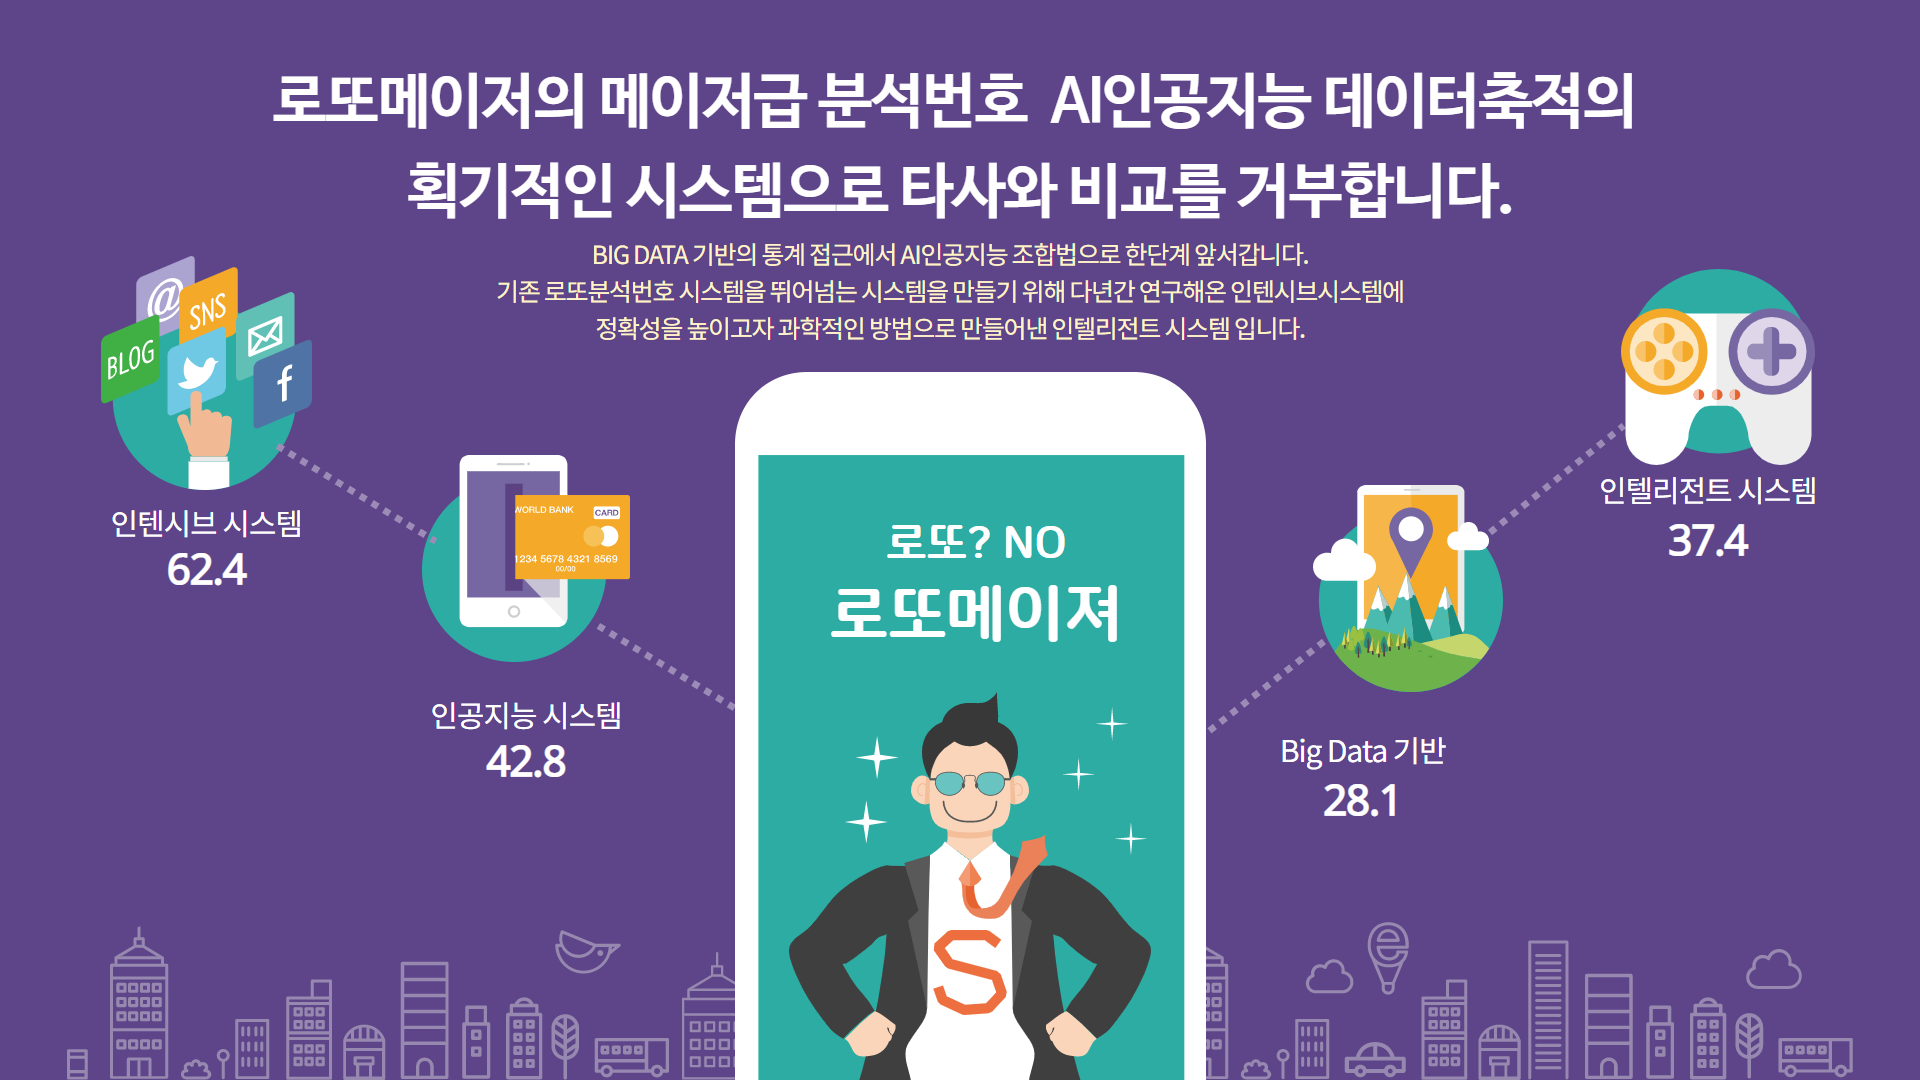 로또메이저의 메이저급 분석번호 AI인공지능 데이터축적의
획기적인 시스템으로 타사와 비교를 거부합니다.
BIG DATA 기반의 통계 접근에서 AI인공지능 조합법으로 한단계 앞서갑니다.
기존 로또분석번호 시스템을 뛰어넘는 시스템을 만들기 위해 다년간 연구해온 인텐시브시스템에
정확성을 높이고자 과학적인 방법으로 만들어낸 인텔리전트 시스템 입니다.
@
SNS
BLOG
f
인텐시브 시스템
62.4
WORLD BANK
CARD
1234 5678 4321 8569
00/00
인공지능 시스템
42.8
로또? NO
로또메이져
S
Big Data 기반
28.1
인텔리전트 시스템
37.4
e